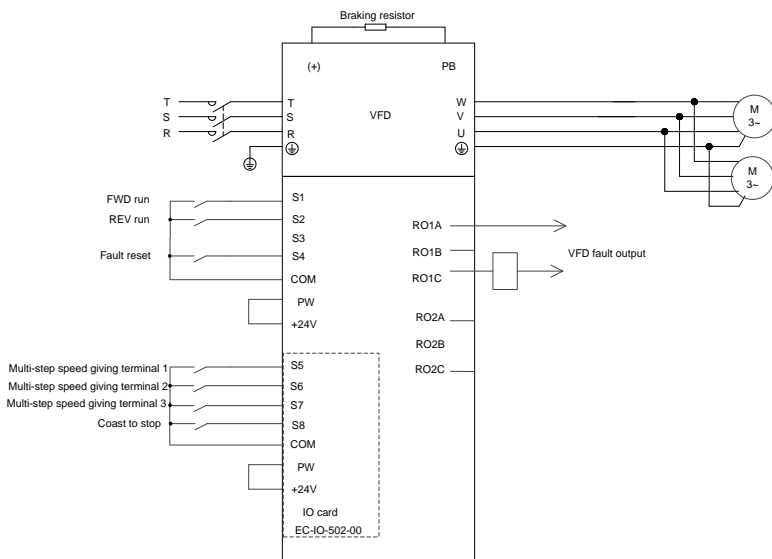 Braking resistor
(+) PB
T T W M
3~
S S VFD V
R R U
M
3~
FWD run S1
REV run S2
S3 RO1A
Fault reset S4 RO1B VFD fault output
COM RO1C
PW
+24V RO2A
RO2B
Multi-step speed giving terminal 1 S5 RO2C
Multi-step speed giving terminal 2 S6
Multi-step speed giving terminal 3 S7
Coast to stop S8
COM
PW
+24V
IO card
EC-IO-502-00